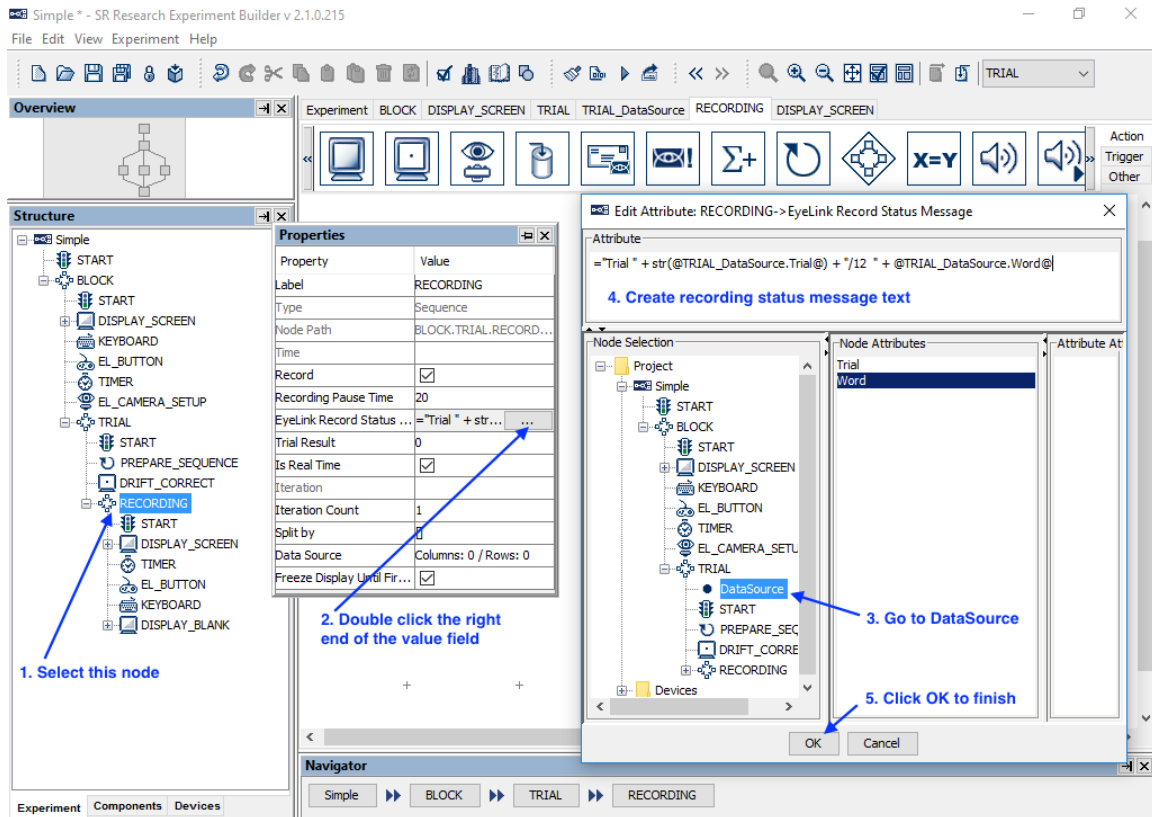 Simple * - SR Research Experiment Builder v 2.1.0.215
File Edit View Experiment Help
TRIAL
Overview
Experiment BLOCK DISPLAY_SCREEN TRIAL TRIAL_DataSource RECORDING DISPLAY_SCREEN
Σ+
X=Y
Action
Trigger
Other
Structure
Simple
START
BLOCK
START
DISPLAY_SCREEN
KEYBOARD
EL_BUTTON
TIMER
EL_CAMERA_SETUP
TRIAL
START
PREPARE_SEQUENCE
DRIFT_CORRECT
RECORDING
START
DISPLAY_SCREEN
TIMER
EL_BUTTON
KEYBOARD
DISPLAY_BLANK
1. Select this node
Experiment Components Devices
Properties
Property Value
Label RECORDING
Type Sequence
Node Path BLOCK.TRIAL.RECORD...
Time
Record
Recording Pause Time 20
EyeLink Record Status ... ="Trial " + str... ...
Trial Result 0
Is Real Time
Iteration
Iteration Count 1
Split by []
Data Source Columns: 0 / Rows: 0
Freeze Display Until Fir...
2. Double click the right
end of the value field
Edit Attribute: RECORDING->EyeLink Record Status Message
Attribute
="Trial " + str(@TRIAL_DataSource.Trial@) + "/12 " + @TRIAL_DataSource.Word@
4. Create recording status message text
Node Selection
Project
Simple
START
BLOCK
START
DISPLAY_SCREEN
KEYBOARD
EL_BUTTON
TIMER
EL_CAMERA_SETU
TRIAL
DataSource
START
PREPARE_SEQ
DRIFT_CORRE
RECORDING
Devices
Node Attributes
Trial
Word
Attribute Att
3. Go to DataSource
5. Click OK to finish
OK Cancel
Navigator
Simple BLOCK TRIAL RECORDING